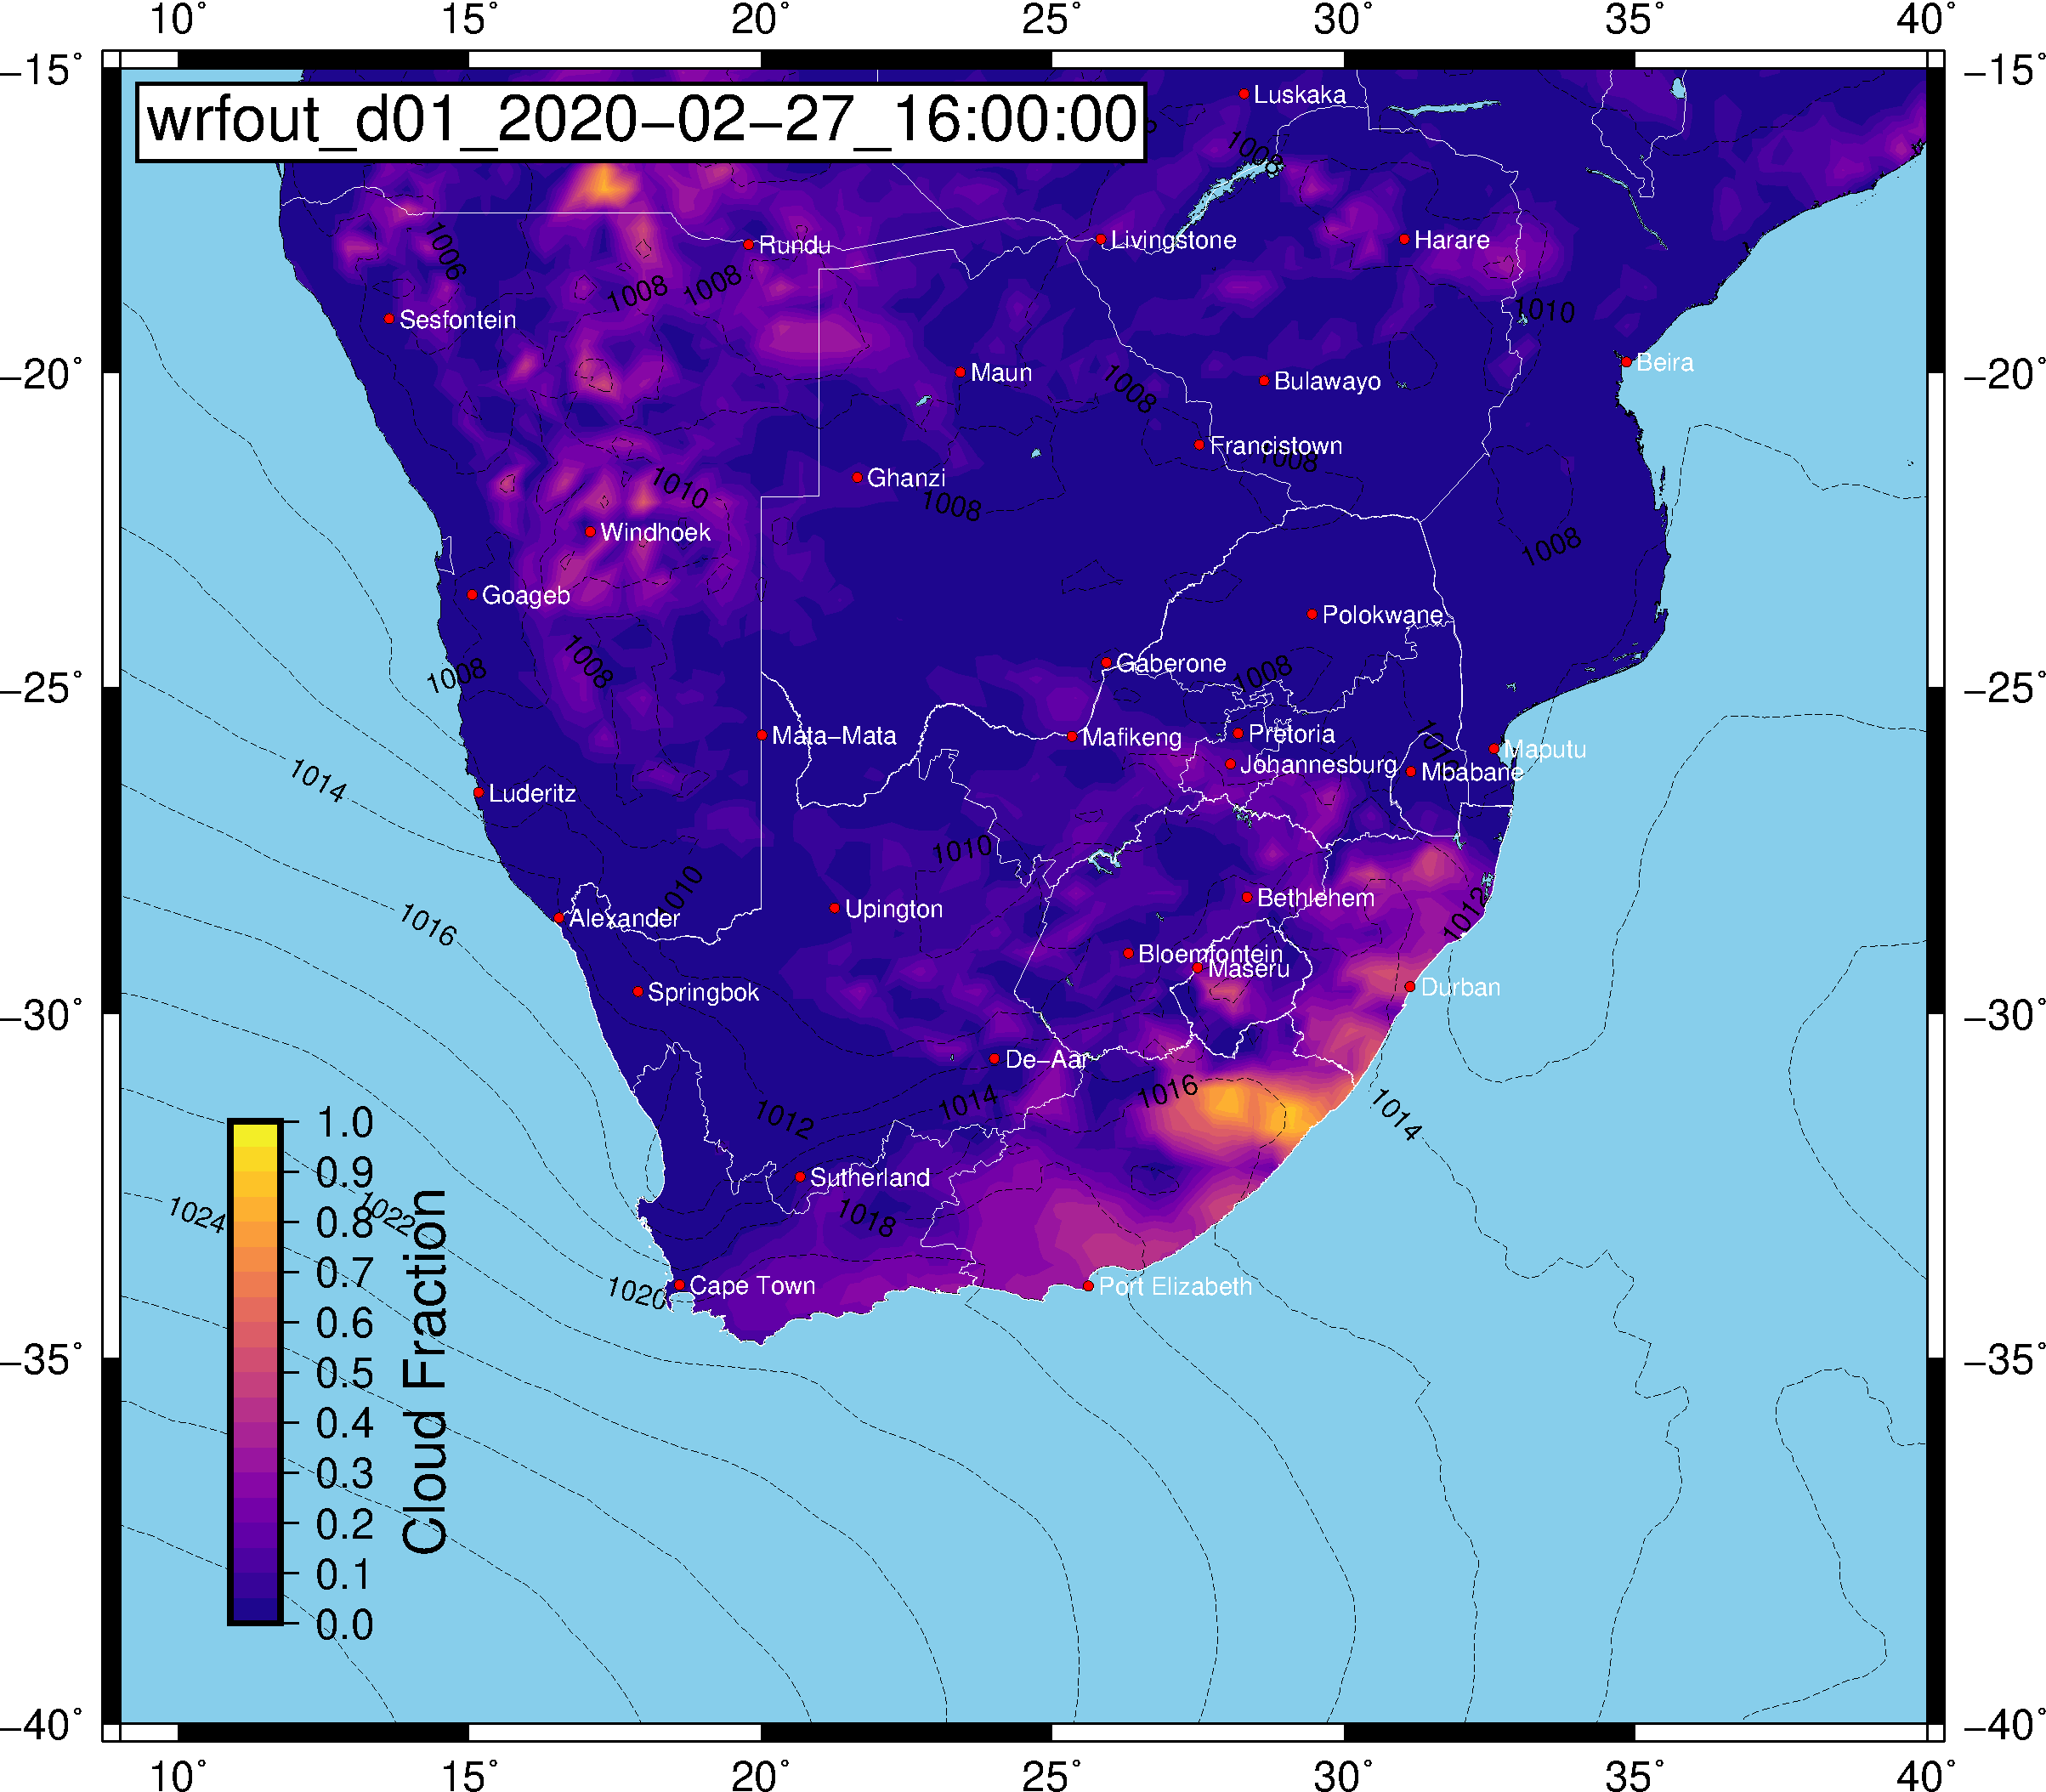 10° 15° 20° 25° 30° 35° 40°
−15° −15°
wrfout_d01_2020−02−27_16:00:00
Luskaka
1008
Rundu
Livingstone
Harare
1006
1008
1008
1010
Sesfontein
Beira
−20° −20°
Maun
1008
Bulawayo
Francistown
1008
Ghanzi
1010
1008
Windhoek
1008
Goageb
Polokwane
1008
Gaberone
1008
1008
−25° −25°
Mata−Mata
Mafikeng
Pretoria
1010
Maputu
Johannesburg
Mbabane
1014
Luderitz
1010
1010
Bethlehem
1012
1016
Alexander
Upington
Bloemfontein
Maseru
Springbok
Durban
−30° −30°
De−Aar
1016
1014
1012
1014
Sutherland
1024
1022
1018
1020
Cape Town
Port Elizabeth
1.0
0.9
0.8
0.7
0.6
0.5
0.4
0.3
0.2
0.1
0.0
Cloud Fraction
−35° −35°
−40° −40°
10° 15° 20° 25° 30° 35° 40°